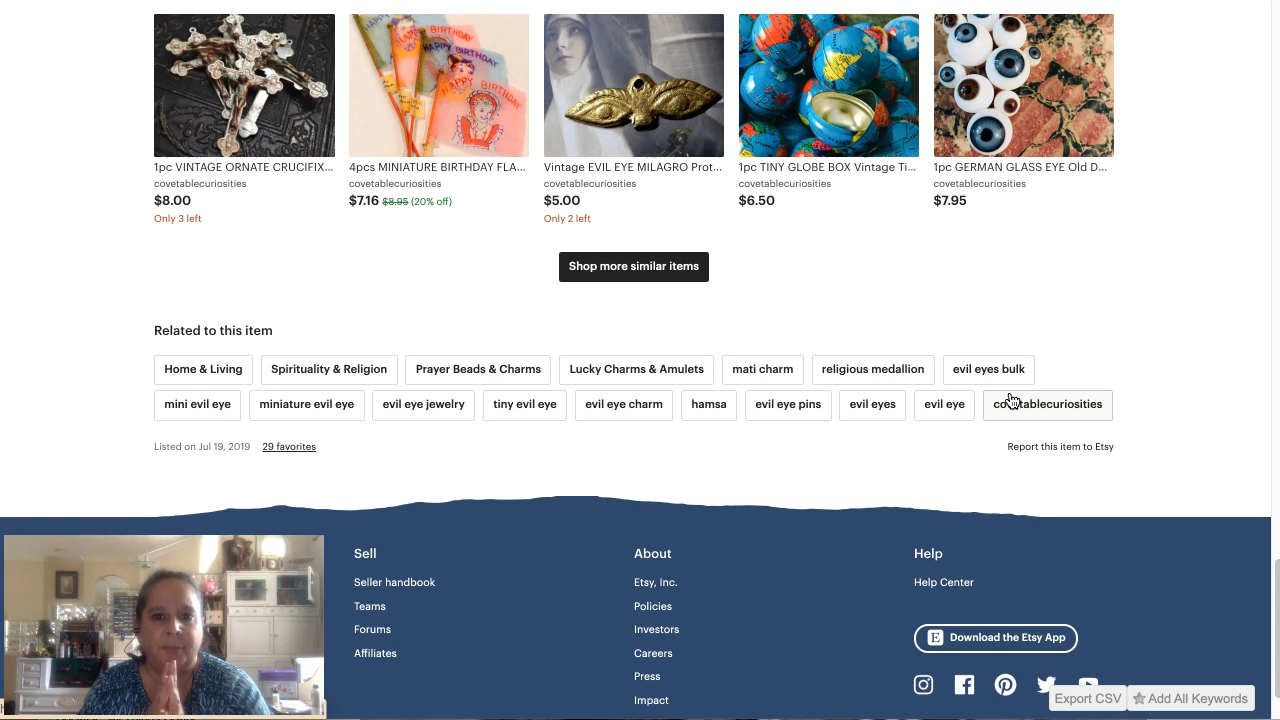 HAPPY BIRTHDAY
HAPPY BIRTHDAY
HAPPY BIRTHDAY
1pc VINTAGE ORNATE CRUCIFIX...
covetablecuriosities
$8.00
Only 3 left
4pcs MINIATURE BIRTHDAY FLA...
covetablecuriosities
$7.16 $8.95 (20% off)
Vintage EVIL EYE MILAGRO Prot...
covetablecuriosities
$5.00
Only 2 left
1pc TINY GLOBE BOX Vintage Ti...
covetablecuriosities
$6.50
1pc GERMAN GLASS EYE Old D...
covetablecuriosities
$7.95
Shop more similar items
Related to this item
Home & Living Spirituality & Religion Prayer Beads & Charms Lucky Charms & Amulets mati charm religious medallion evil eyes bulk
mini evil eye miniature evil eye evil eye jewelry tiny evil eye evil eye charm hamsa evil eye pins evil eyes evil eye covetablecuriosities
Listed on Jul 19, 2019 29 favorites Report this item to Etsy
Sell
Seller handbook
Teams
Forums
Affiliates
About
Etsy, Inc.
Policies
Investors
Careers
Press
Impact
Help
Help Center
E Download the Etsy App
Export CSV Add All Keywords